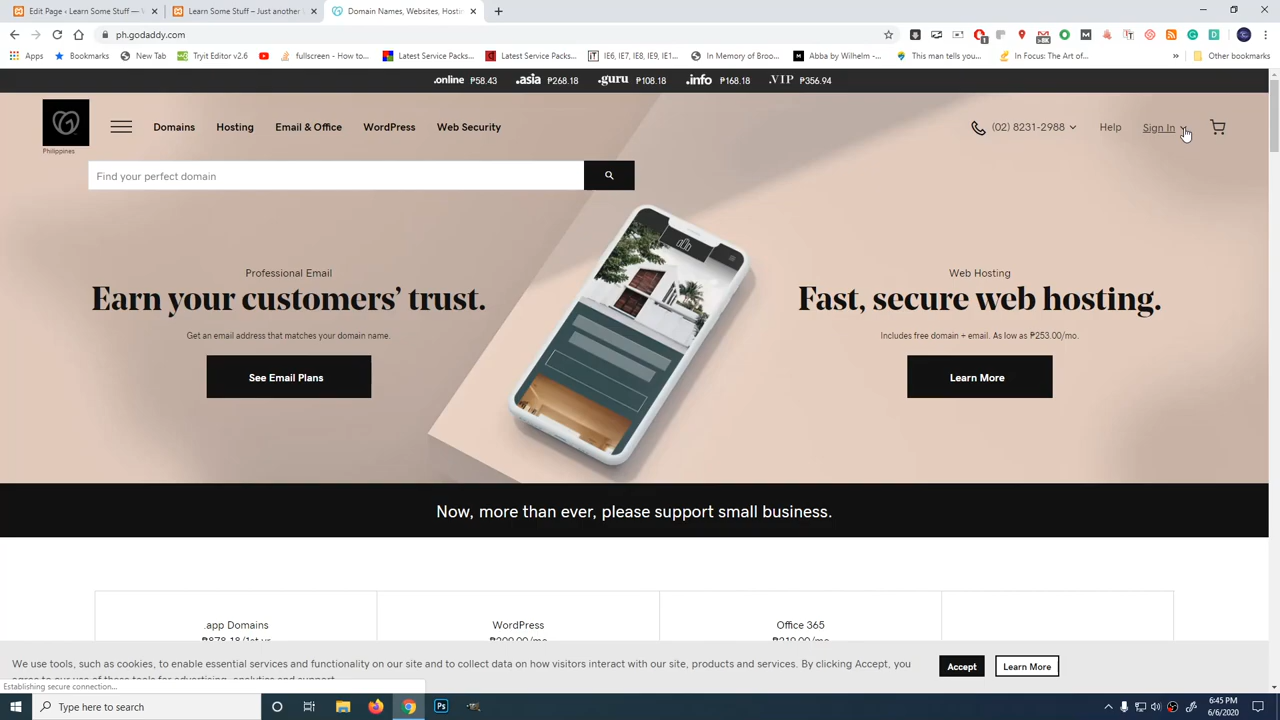 Edit Page ‹ Learn Some Stuff — W
Learn Some Stuff – Just another
Domain Names, Websites, Hostin
ph.godaddy.com
Apps
Bookmarks
New Tab
Tryit Editor v2.6
fullscreen - How to...
Latest Service Packs...
Latest Service Packs...
IE6, IE7, IE8, IE9, IE1...
In Memory of Broo...
Abba by Wilhelm -...
This man tells you...
In Focus: The Art of...
»
Other bookmarks
.online ₱58.43
.asia ₱268.18
.guru ₱108.18
.info ₱168.18
.VIP ₱356.94
Philippines
Domains
Hosting
Email & Office
WordPress
Web Security
(02) 8231-2988
Help
Sign In
Find your perfect domain
Professional Email
Earn your customers’ trust.
Get an email address that matches your domain name.
See Email Plans
Web Hosting
Fast, secure web hosting.
Includes free domain + email. As low as ₱253.00/mo.
Learn More
Now, more than ever, please support small business.
.app Domains
₱878.18/1st yr
WordPress
Office 365
We use tools, such as cookies, to enable essential services and functionality on our site and to collect data on how visitors interact with our site, products and services. By clicking Accept, you
Accept
Learn More
Establishing secure connection...
Type here to search
Ps
6:45 PM
6/6/2020